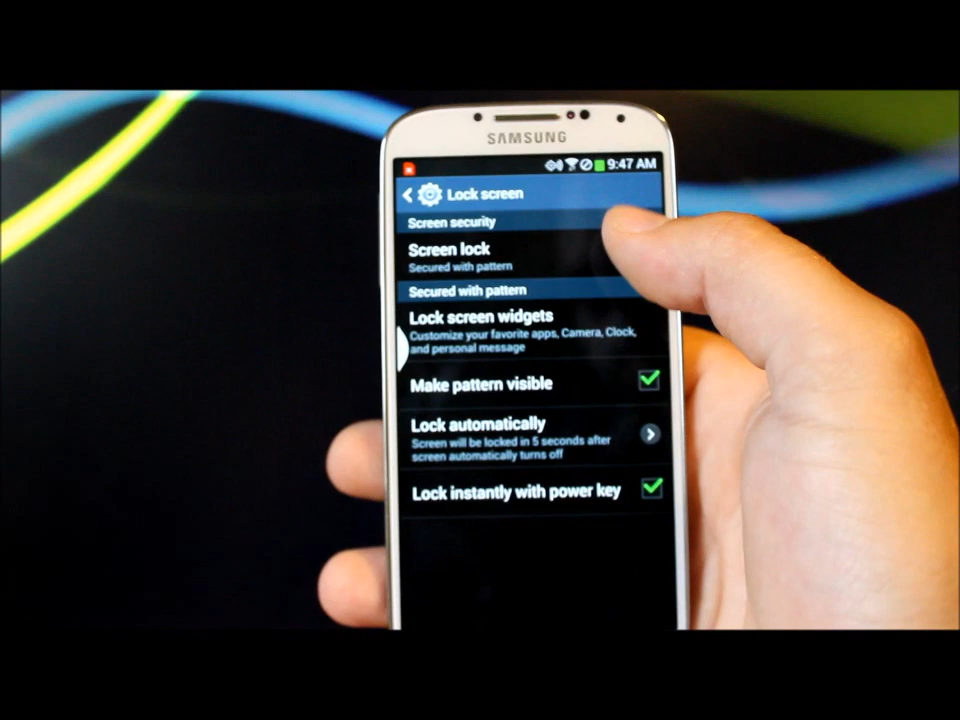 SAMSUNG
9:47 AM
Lock screen
Screen security
Screen lock
Secured with pattern
Secured with pattern
Lock screen widgets
Customize your favorite apps, Camera, Clock,
and personal message
Make pattern visible
Lock automatically
Screen will be locked in 5 seconds after
screen automatically turns off
Lock instantly with power key